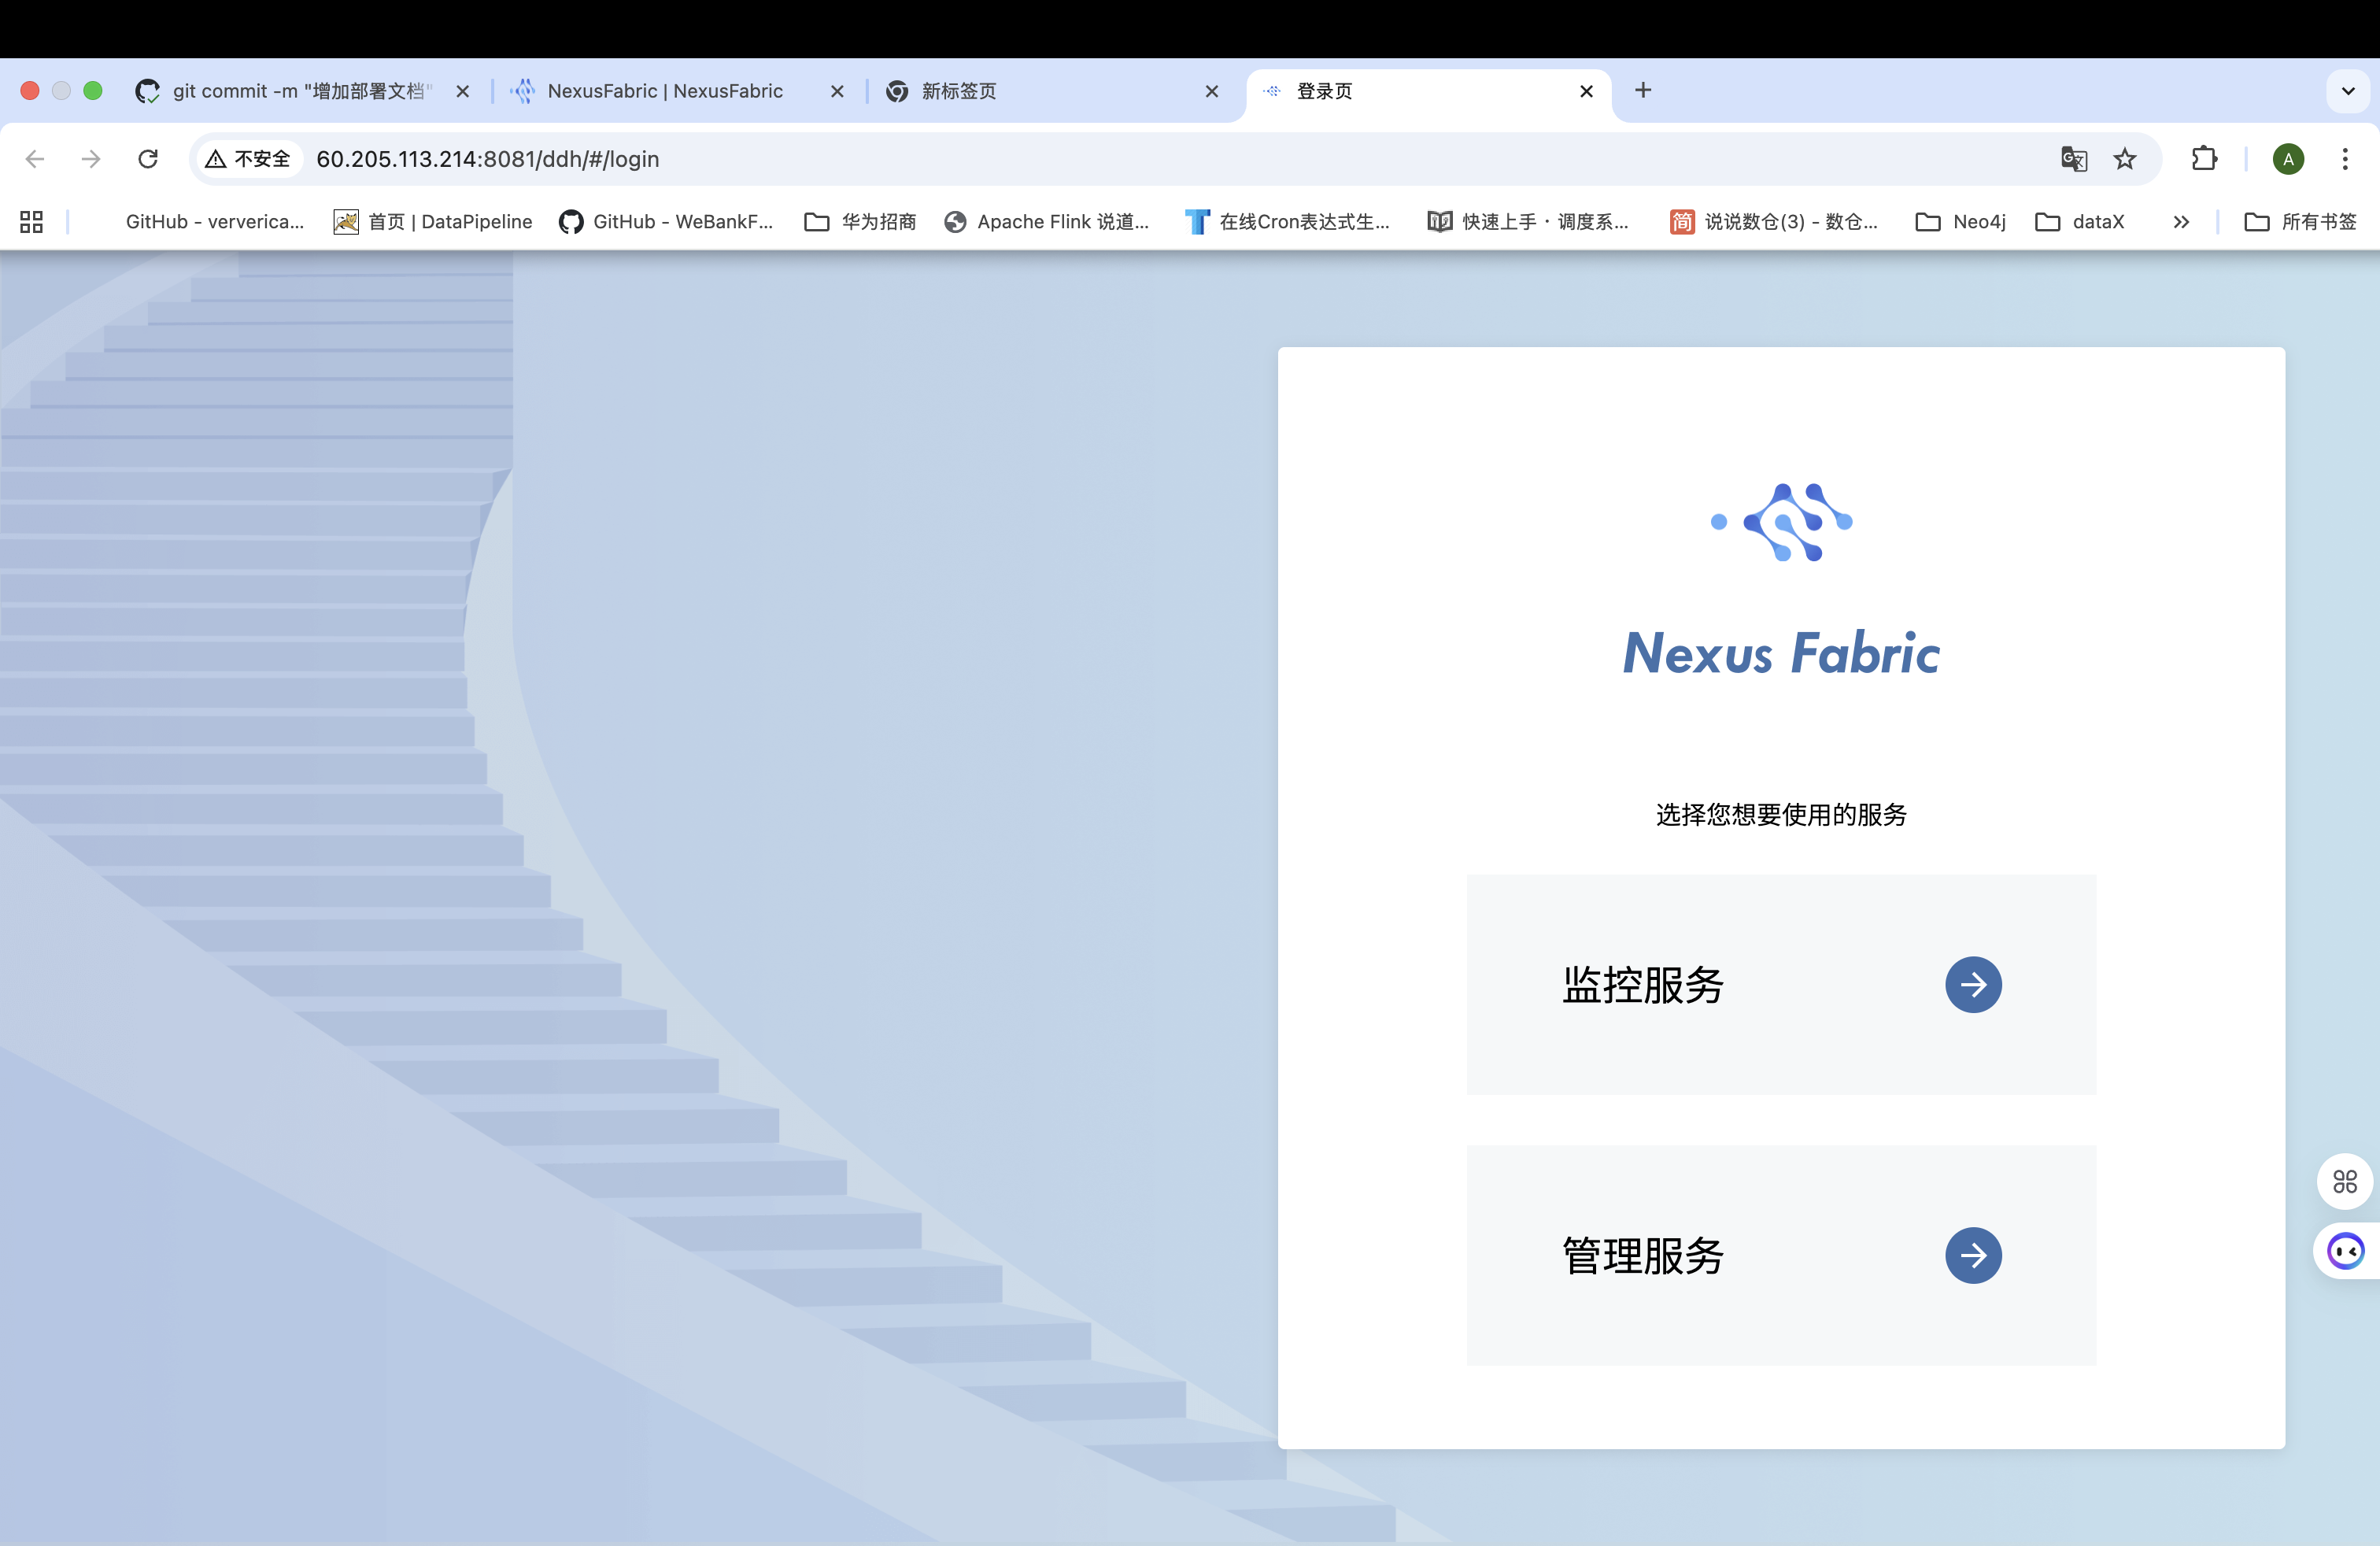 git commit -m "增加部署文档"
NexusFabric | NexusFabric
新标签页
登录页
不安全
60.205.113.214:8081/ddh/#/login
A
GitHub - ververica...
首页 | DataPipeline
GitHub - WeBankF...
华为招商
Apache Flink 说道...
在线Cron表达式生...
快速上手 · 调度系...
简
说说数仓(3) - 数仓...
Neo4j
dataX
所有书签
Nexus Fabric
选择您想要使用的服务
监控服务
管理服务